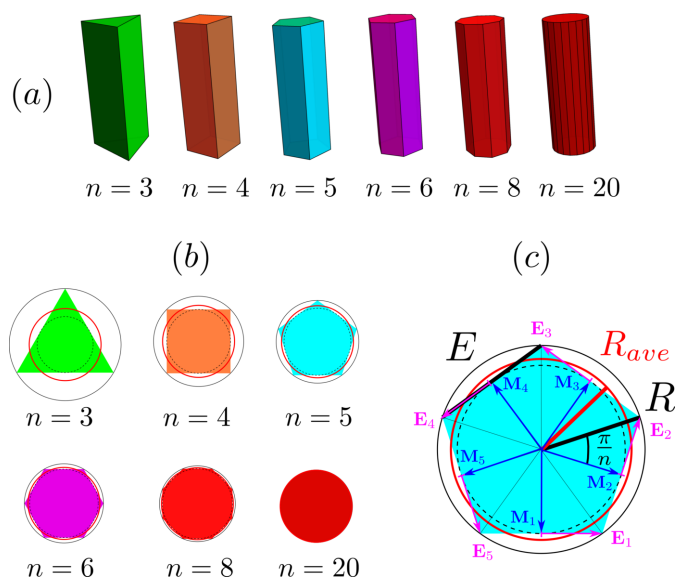 (a)
n = 3 n = 4 n = 5 n = 6 n = 8 n = 20
(b) (c)
n = 3 n = 4 n = 5
n = 6 n = 8 n = 20
E E₃ R_ave
M₄ M₃ R
E₄ E₂
π/n
M₅ M₂
M₁
E₅ E₁